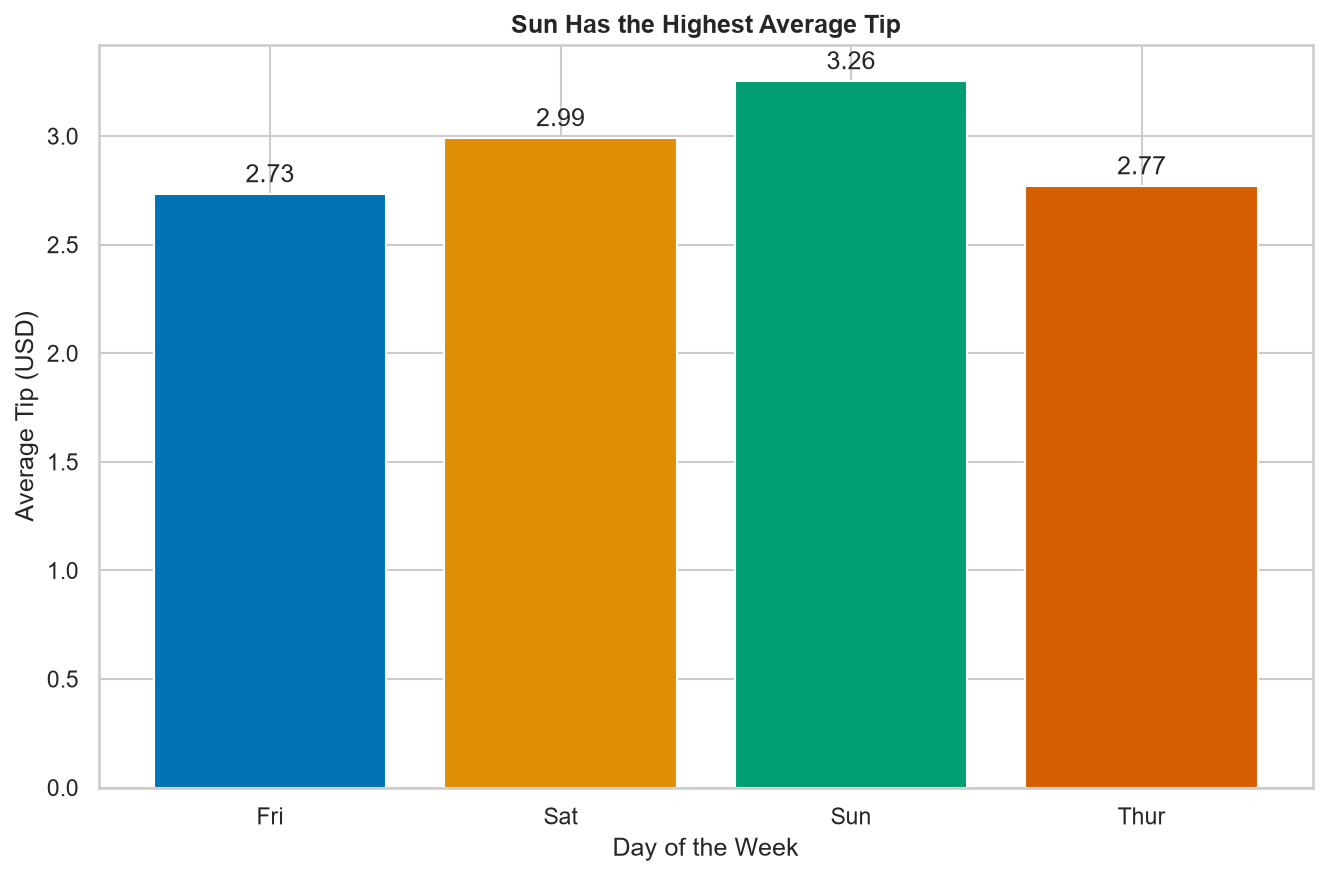 Sun Has the Highest Average Tip
3.26
2.99
2.77
2.73
3.0
2.5
2.0
1.5
1.0
0.5
0.0
Average Tip (USD)
Fri
Sat
Sun
Thur
Day of the Week